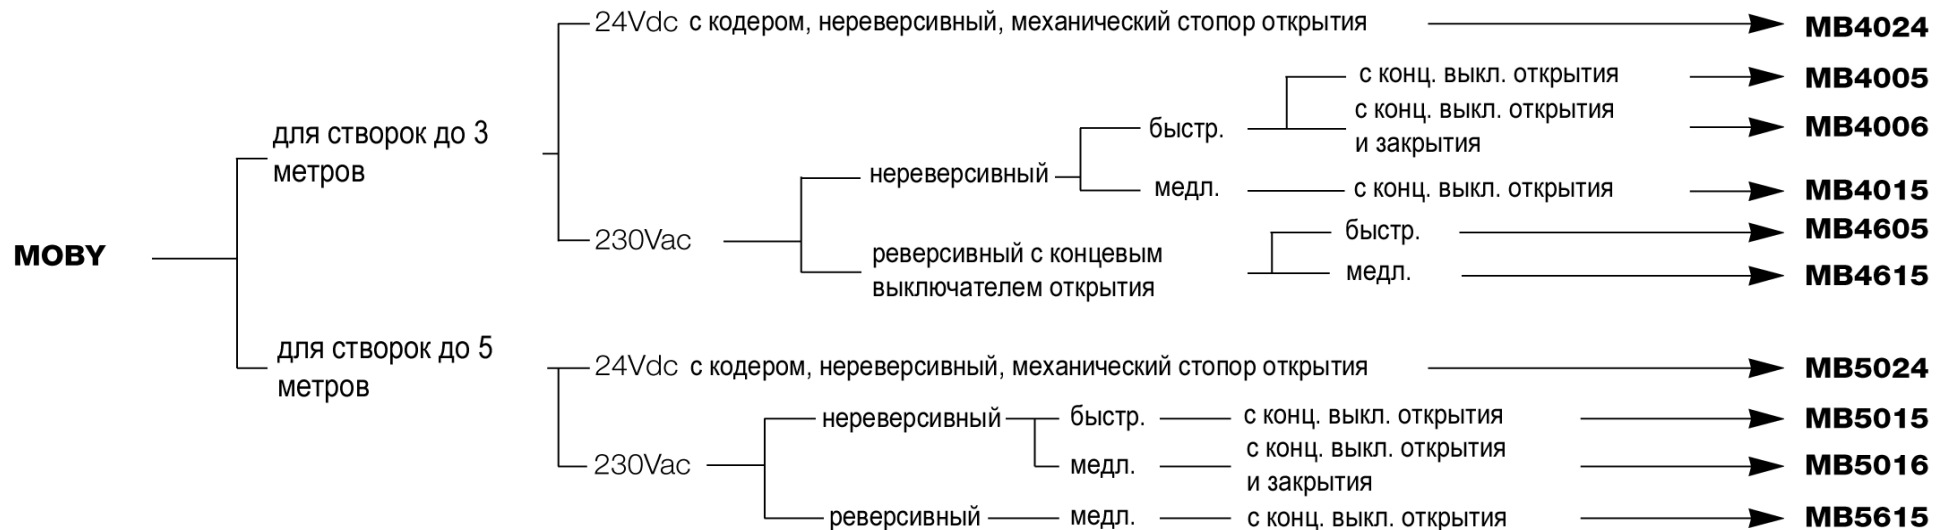 24Vdc с кодером, нереверсивный, механический стопор открытия MB4024
с конц. выкл. открытия MB4005
для створок до 3
метров
быстр.
с конц. выкл. открытия
и закрытия
MB4006
нереверсивный
медл. с конц. выкл. открытия MB4015
MOBY
230Vac
реверсивный с концевым
выключателем открытия
быстр. MB4605
медл. MB4615
для створок до 5
метров
24Vdc с кодером, нереверсивный, механический стопор открытия MB5024
нереверсивный быстр. с конц. выкл. открытия MB5015
230Vac
медл. с конц. выкл. открытия
и закрытия
MB5016
реверсивный медл. с конц. выкл. открытия MB5615